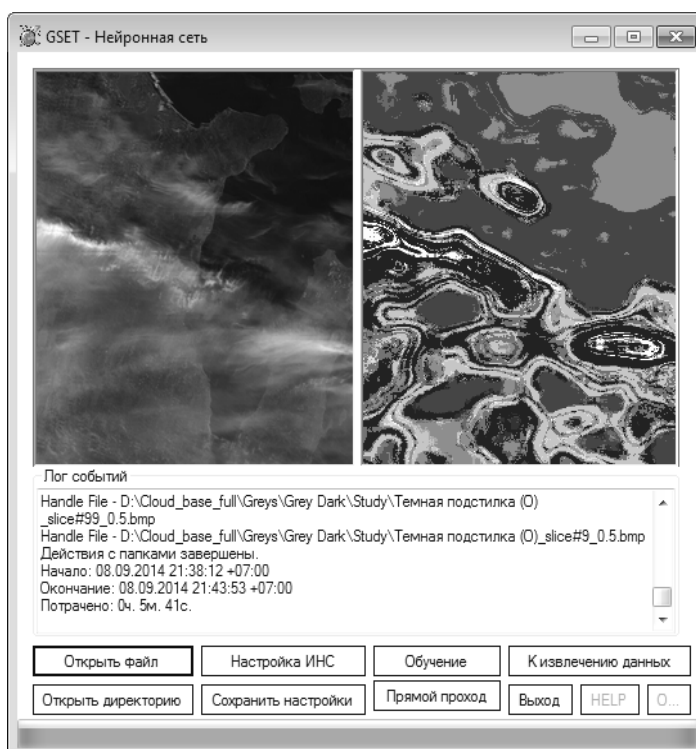 GSET - Нейронная сеть
Лог событий
Handle File - D:\Cloud_base_full\Greys\Grey Dark\Study\Темная подстилка (O)
_slice#99_0.5.bmp
Handle File - D:\Cloud_base_full\Greys\Grey Dark\Study\Темная подстилка (O)_slice#9_0.5.bmp
Действия с папками завершены.
Начало: 08.09.2014 21:38:12 +07:00
Окончание: 08.09.2014 21:43:53 +07:00
Потрачено: 0ч. 5м. 41с.
Открыть файл
Настройка ИНС
Обучение
К извлечению данных
Открыть директорию
Сохранить настройки
Прямой проход
Выход
HELP
О...